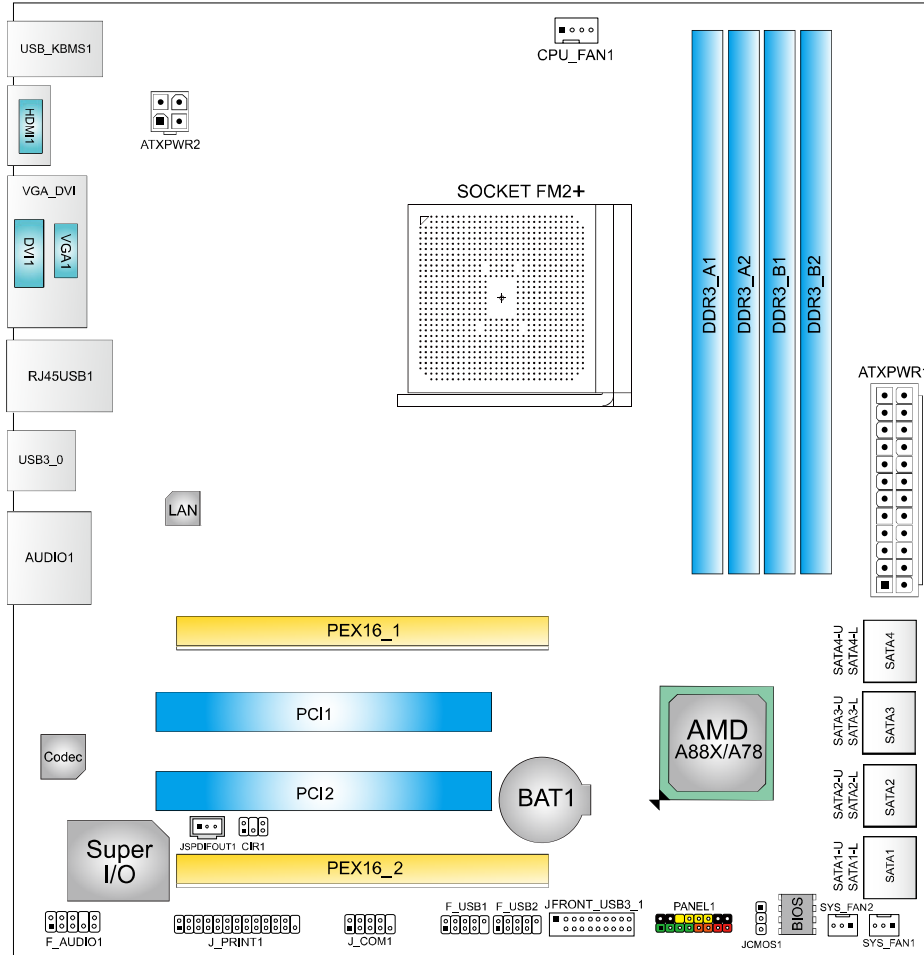 USB_KBMS1
CPU_FAN1
HDMI1
ATXPWR2
VGA_DVI
DVI1
VGA1
SOCKET FM2+
DDR3_A1
DDR3_A2
DDR3_B1
DDR3_B2
RJ45USB1
ATXPWR1
USB3_0
LAN
AUDIO1
PEX16_1
SATA4-U
SATA4-L
SATA4
PCI1
AMD
A88X/A78
SATA3-U
SATA3-L
SATA3
Codec
PCI2
BAT1
SATA2-U
SATA2-L
SATA2
JSPDIFOUT1
CIR1
Super
I/O
PEX16_2
SATA1-U
SATA1-L
SATA1
F_AUDIO1
J_PRINT1
J_COM1
F_USB1
F_USB2
JFRONT_USB3_1
PANEL1
JCMOS1
BIOS
SYS_FAN2
SYS_FAN1